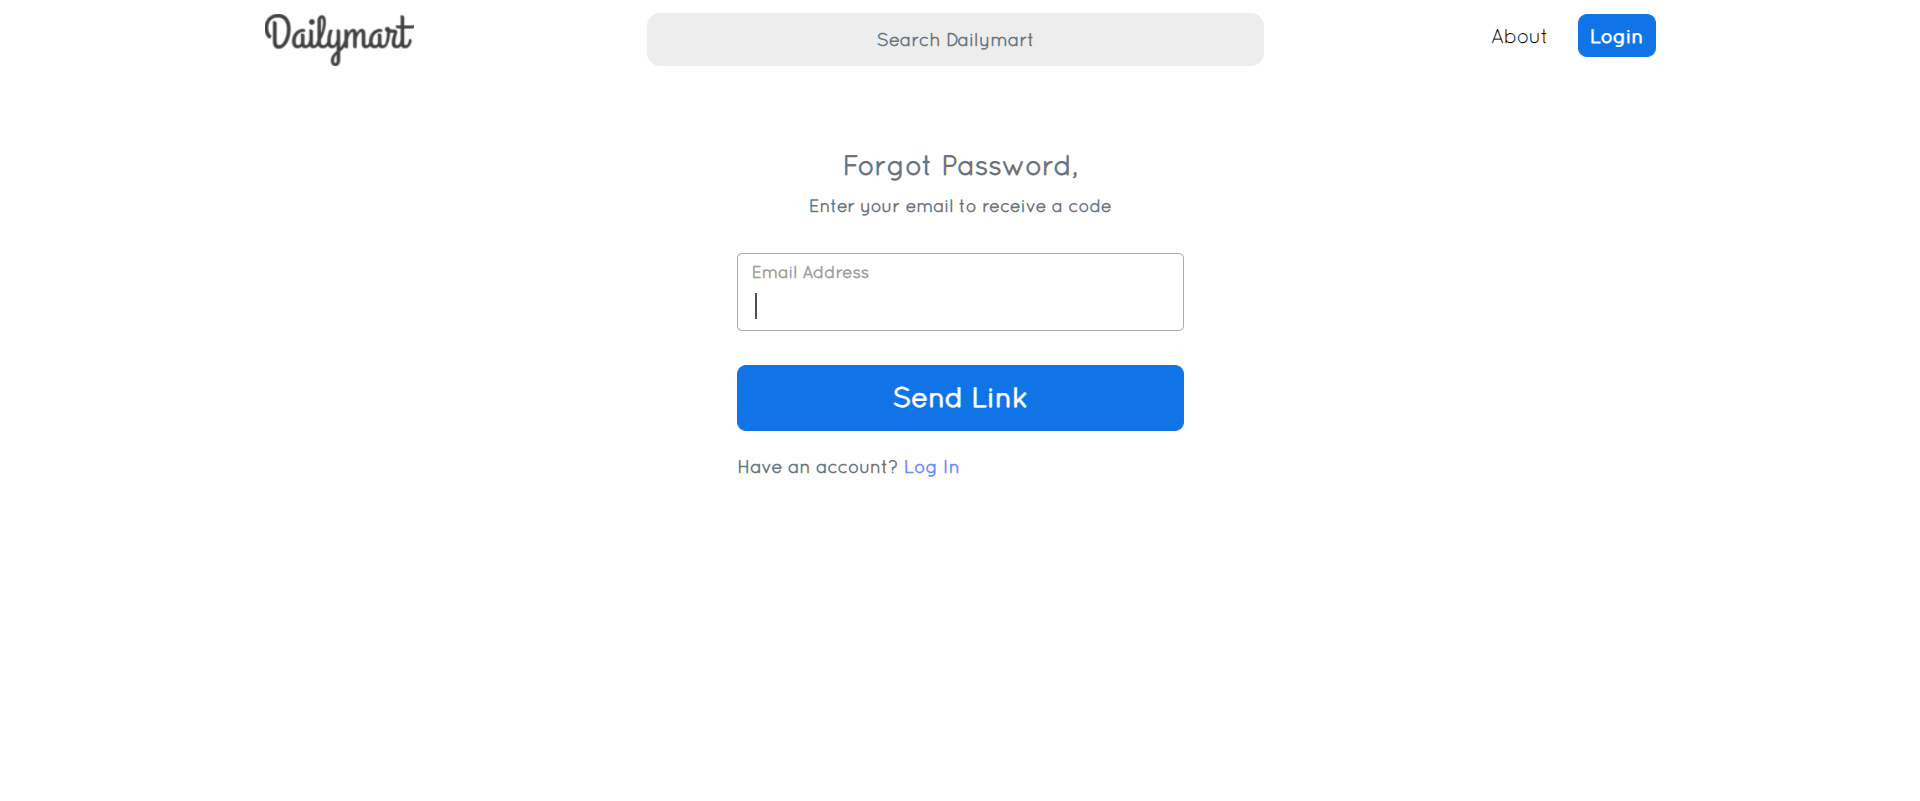 Dailymart
Search Dailymart
About
Login
Forgot Password,
Enter your email to receive a code
Email Address
Send Link
Have an account? Log In